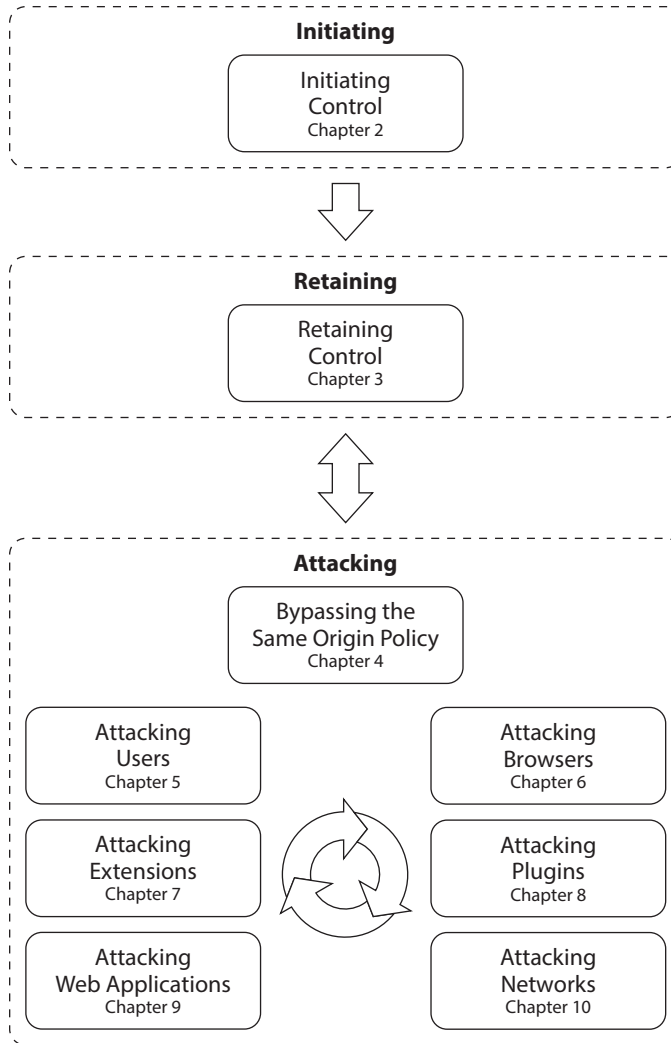 Initiating
Initiating
Control
Chapter 2
Retaining
Retaining
Control
Chapter 3
Attacking
Bypassing the
Same Origin Policy
Chapter 4
Attacking
Users
Chapter 5
Attacking
Browsers
Chapter 6
Attacking
Extensions
Chapter 7
Attacking
Plugins
Chapter 8
Attacking
Web Applications
Chapter 9
Attacking
Networks
Chapter 10